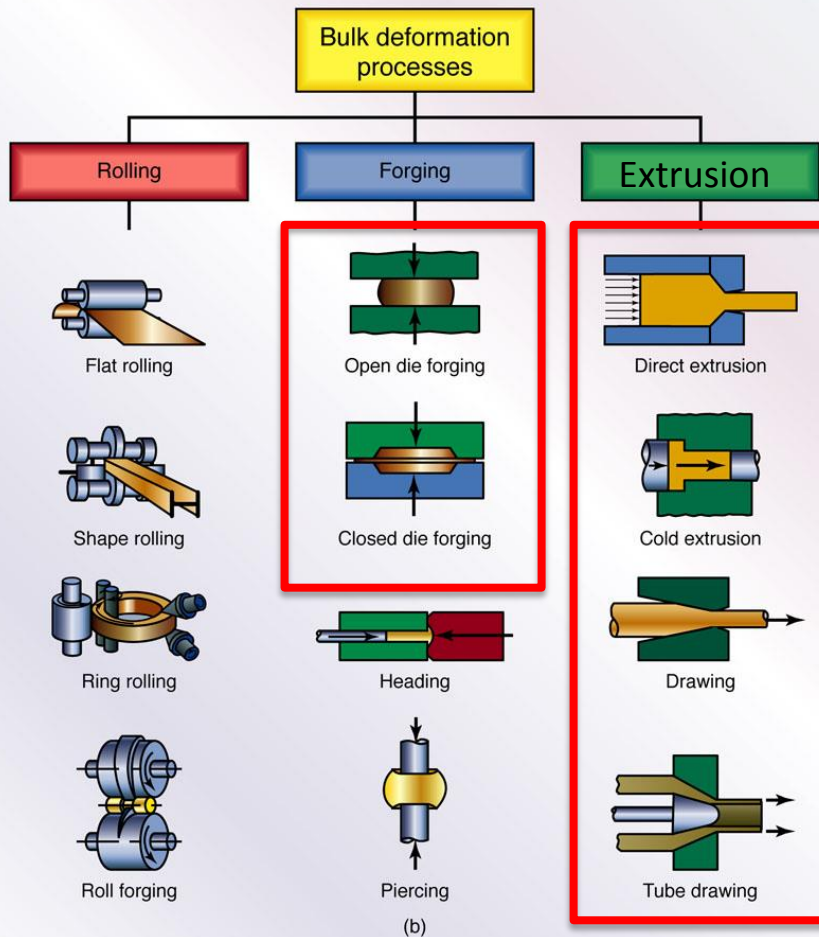 Bulk deformation
processes
Rolling
Forging
Extrusion
Flat rolling
Open die forging
Direct extrusion
Shape rolling
Closed die forging
Cold extrusion
Ring rolling
Heading
Drawing
Roll forging
Piercing
Tube drawing
(b)